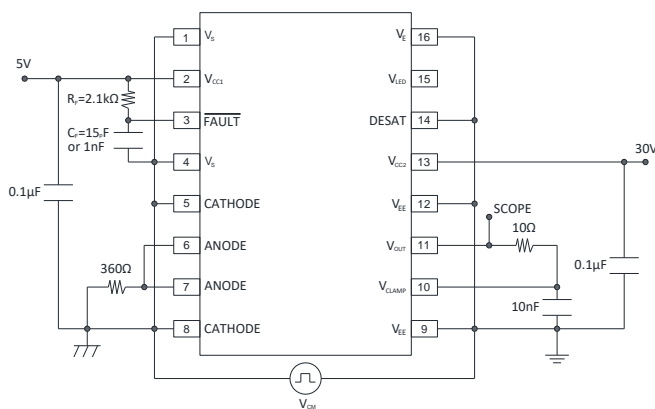 1 Vs VE 16
5V
2 VCC1 VLED 15
RF=2.1kΩ
3 FAULT DESAT 14
CF=15pF
or 1nF
30V
4 Vs VCC2 13
0.1µF
5 CATHODE VEE 12
SCOPE
10Ω
6 ANODE VOUT 11
0.1µF
360Ω
7 ANODE VCLAMP 10
10nF
8 CATHODE VEE 9
VCM